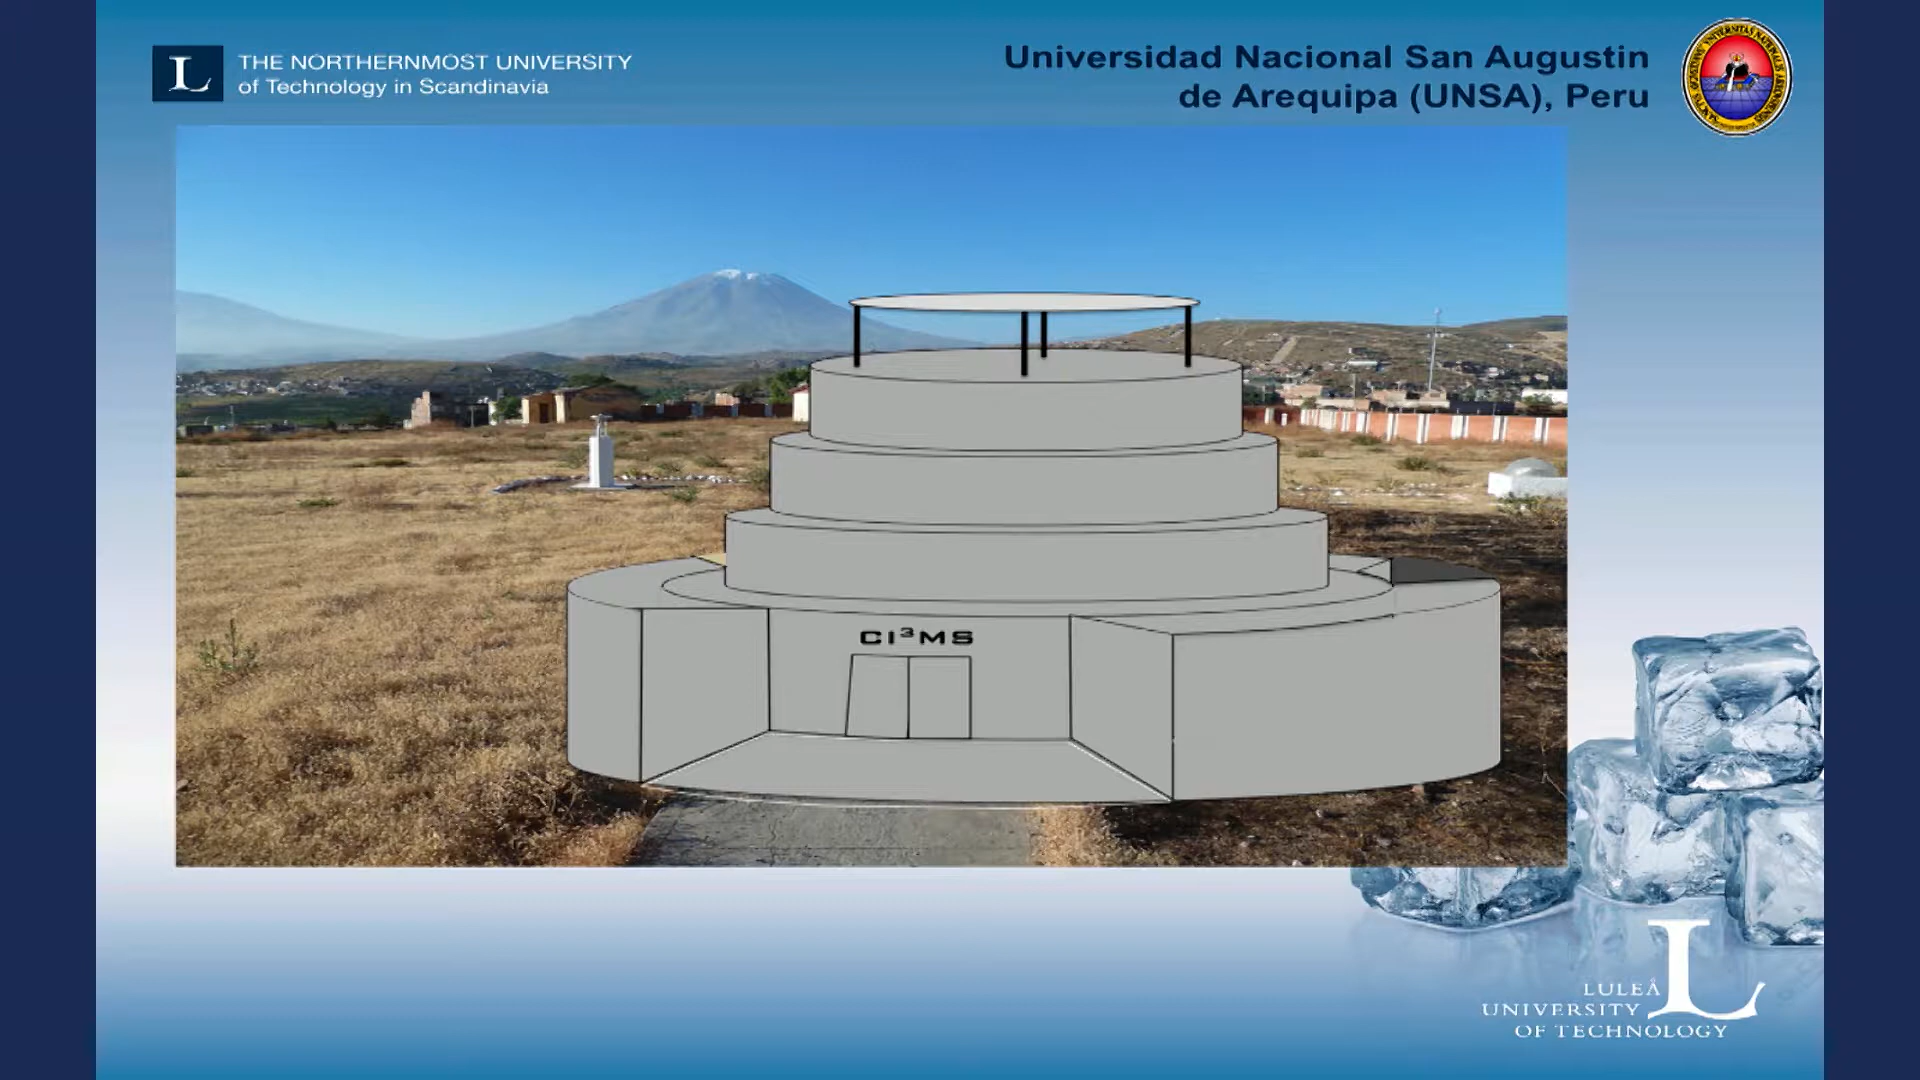 L
THE NORTHERNMOST UNIVERSITY
of Technology in Scandinavia
Universidad Nacional San Augustin
de Arequipa (UNSA), Peru
CI³MS
LULEÅ
UNIVERSITY
OF TECHNOLOGY
L